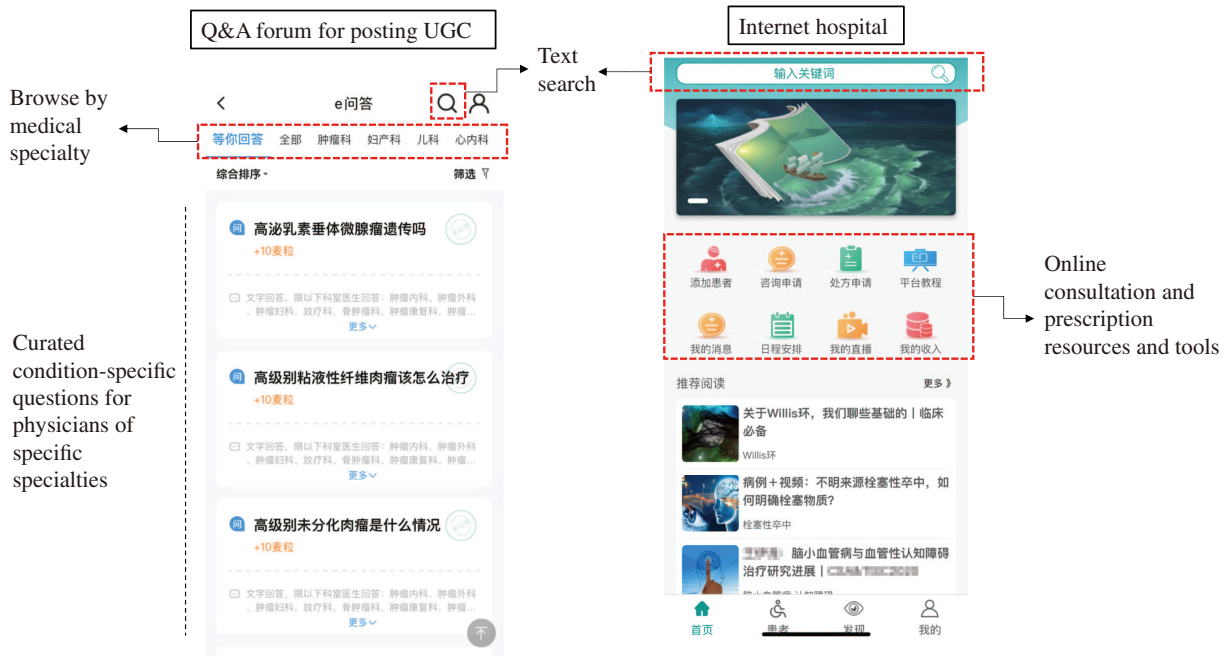 Q&A forum for posting UGC
Internet hospital
Text
search
Browse by
medical
specialty
e问答
等你回答 全部 肿瘤科 妇产科 儿科 心内科
综合排序
筛选
问 高泌乳素垂体微腺瘤遗传吗
+10麦粒
文字回答，限以下科室医生回答：肿瘤内科、肿瘤外科
、肿瘤妇科、放疗科、骨肿瘤科、肿瘤康复科、肿瘤...
更多
问 高级别粘液性纤维肉瘤该怎么治疗
+10麦粒
文字回答，限以下科室医生回答：肿瘤内科、肿瘤外科
、肿瘤妇科、放疗科、骨肿瘤科、肿瘤康复科、肿瘤...
更多
问 高级别未分化肉瘤是什么情况
+10麦粒
文字回答，限以下科室医生回答：肿瘤内科、肿瘤外科
、肿瘤妇科、放疗科、骨肿瘤科、肿瘤康复科、肿瘤...
更多
Curated
condition-specific
questions for
physicians of
specific
specialties
输入关键词
添加患者 咨询申请 处方申请 平台教程
我的消息 日程安排 我的直播 我的收入
Online
consultation and
prescription
resources and tools
推荐阅读
更多》
关于Willis环，我们聊些基础的丨临床
必备
Willis环
病例＋视频：不明来源栓塞性卒中，如
何明确栓塞物质？
栓塞性卒中
脑小血管病与血管性认知障碍
治疗研究进展丨
脑小血管病 认知障碍
首页 患者 发现 我的